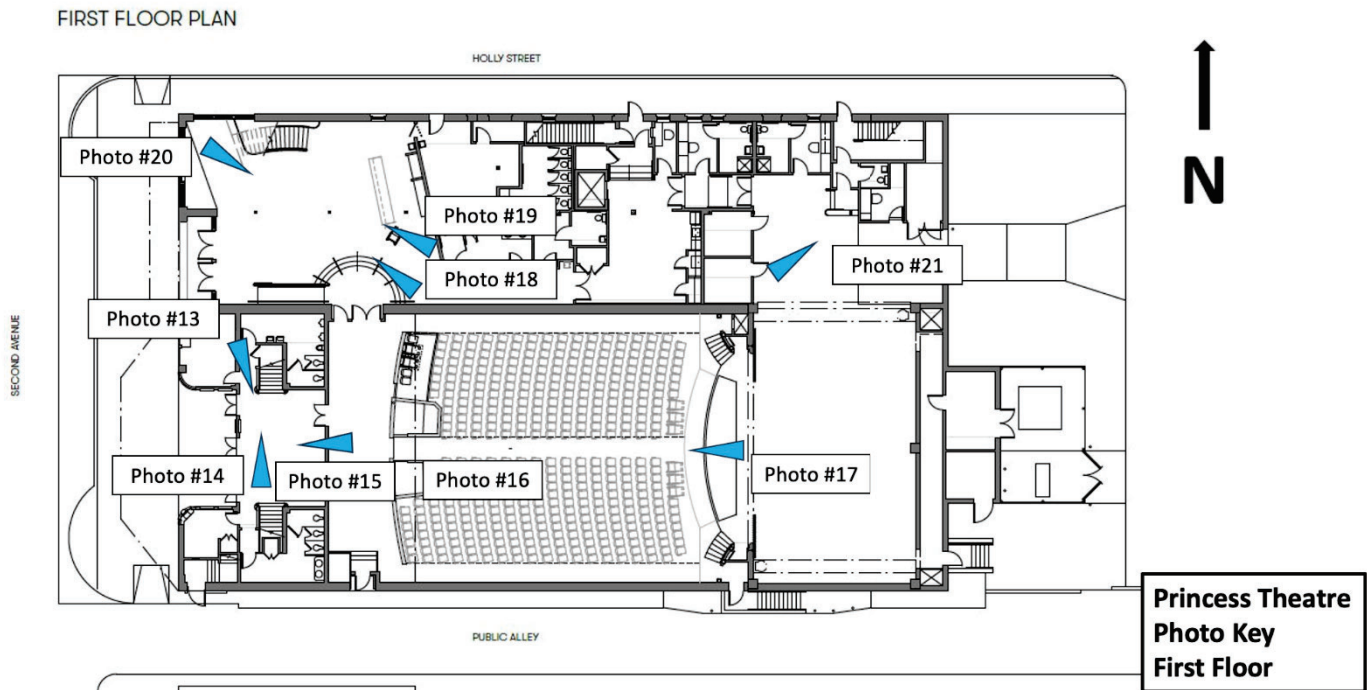 FIRST FLOOR PLAN
HOLLY STREET
Photo #20
N
Photo #19
Photo #18
Photo #21
Photo #13
SECOND AVENUE
Photo #14
Photo #15
Photo #16
Photo #17
PUBLIC ALLEY
Princess Theatre
Photo Key
First Floor